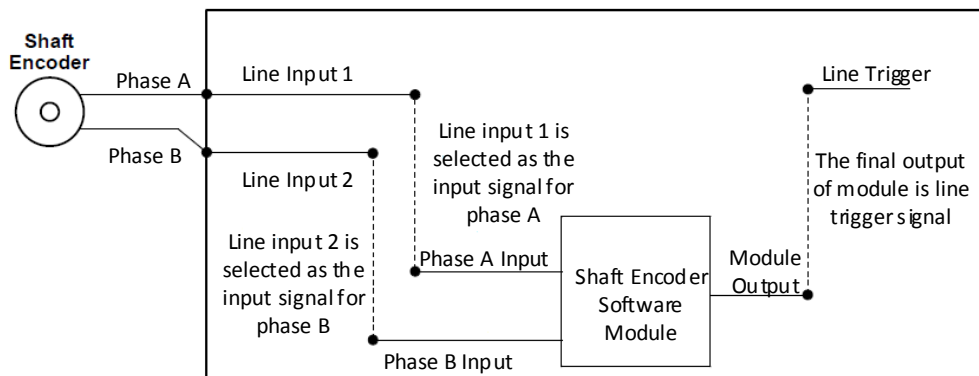 Shaft
Encoder
Phase A
Phase B
Line Input 1
Line Input 2
Line input 1 is
selected as the
input signal for
phase A
Line input 2 is
selected as the
input signal for
phase B
Phase A Input
Phase B Input
Shaft Encoder
Software
Module
Module
Output
Line Trigger
The final output
of module is line
trigger signal